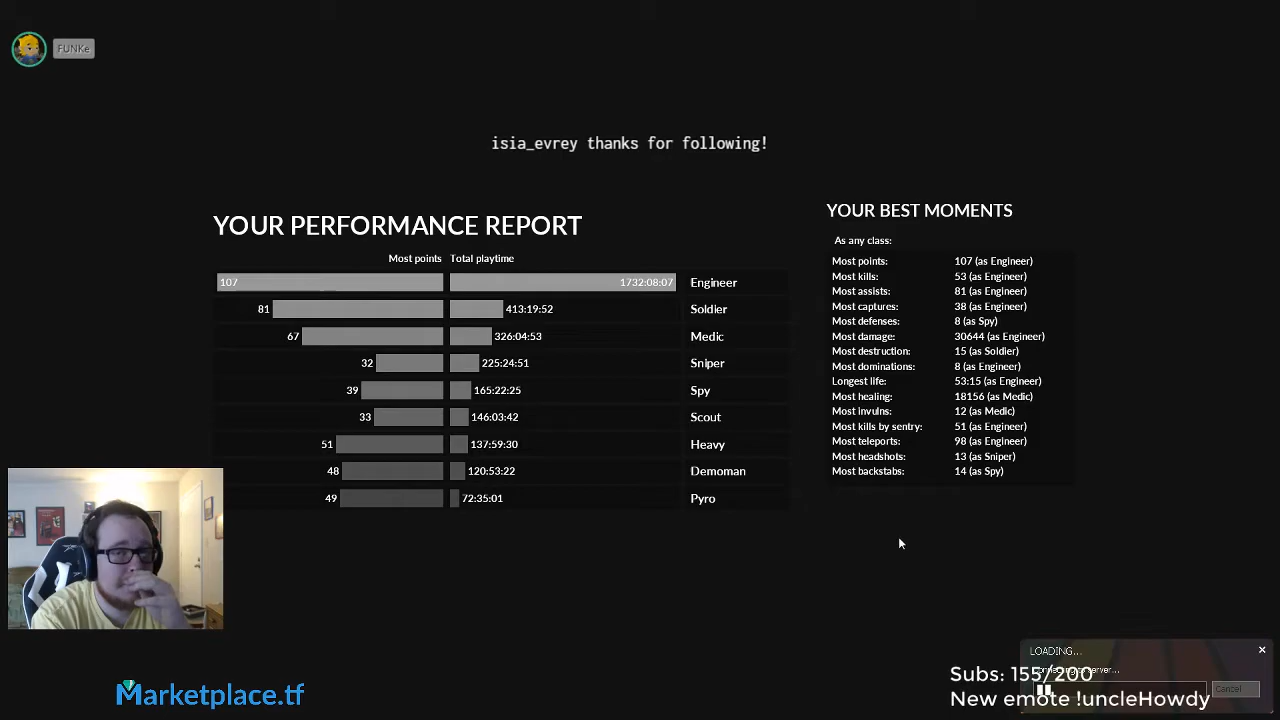 FUNKe
isia_evrey thanks for following!
YOUR PERFORMANCE REPORT
Most points Total playtime
107 1732:08:07 Engineer
81 413:19:52 Soldier
67 326:04:53 Medic
32 225:24:51 Sniper
39 165:22:25 Spy
33 146:03:42 Scout
51 137:59:30 Heavy
48 120:53:22 Demoman
49 72:35:01 Pyro
YOUR BEST MOMENTS
As any class:
Most points: 107 (as Engineer)
Most kills: 53 (as Engineer)
Most assists: 81 (as Engineer)
Most captures: 38 (as Engineer)
Most defenses: 8 (as Spy)
Most damage: 30644 (as Engineer)
Most destruction: 15 (as Soldier)
Most dominations: 8 (as Engineer)
Longest life: 53:15 (as Engineer)
Most healing: 18156 (as Medic)
Most invulns: 12 (as Medic)
Most kills by sentry: 51 (as Engineer)
Most teleports: 98 (as Engineer)
Most headshots: 13 (as Sniper)
Most backstabs: 14 (as Spy)
Marketplace.tf
LOADING...
server...
Cancel
Subs: 155/200
New emote !uncleHowdy